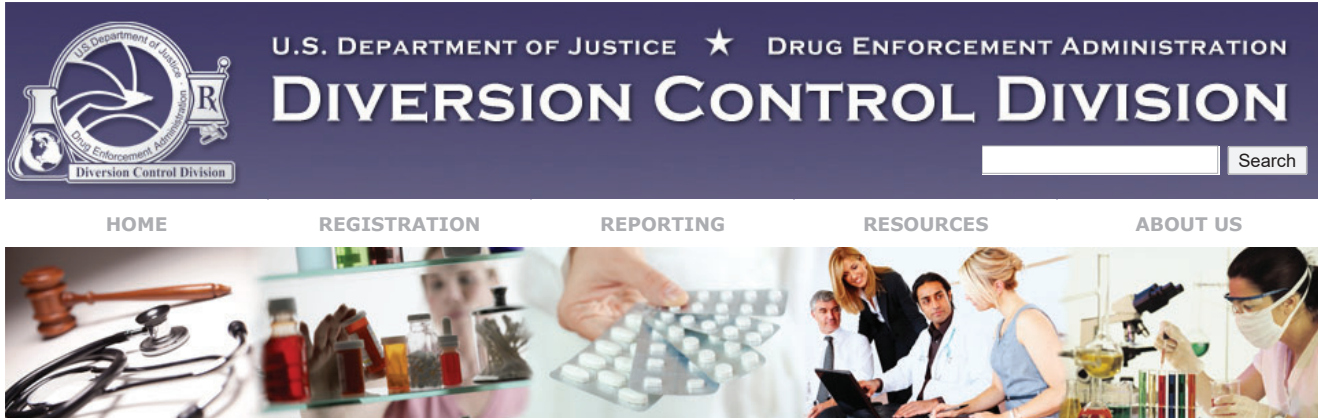 U.S. Department of Justice
Drug Enforcement Administration
Rx
Diversion Control Division
U.S. DEPARTMENT OF JUSTICE ★ DRUG ENFORCEMENT ADMINISTRATION
DIVERSION CONTROL DIVISION
Search
HOME REGISTRATION REPORTING RESOURCES ABOUT US